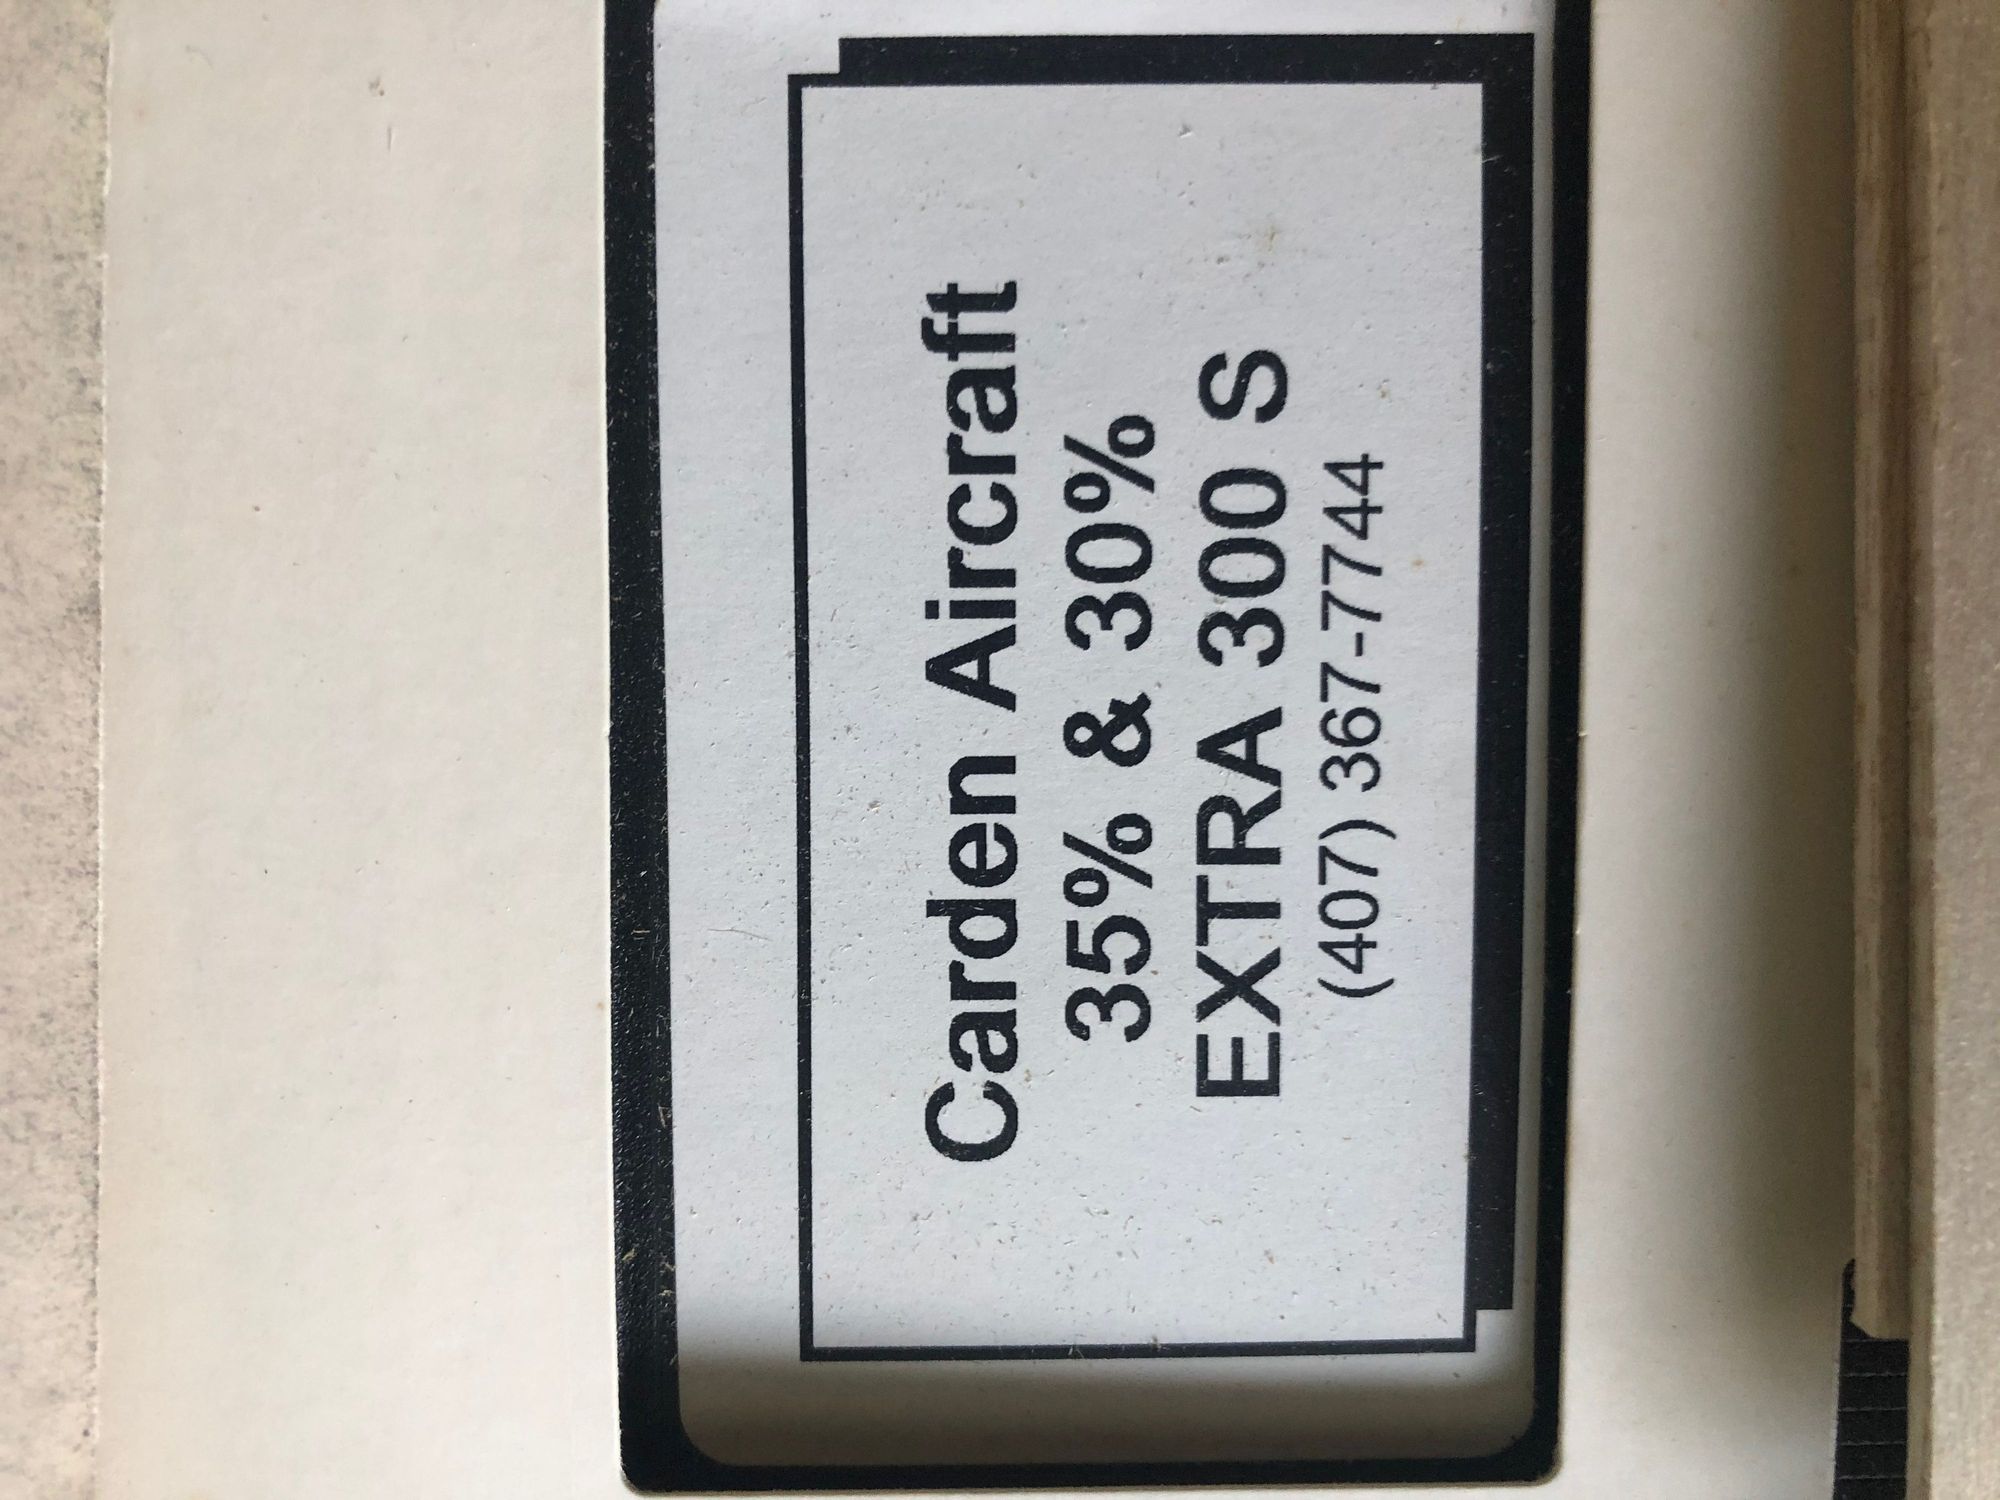 Carden Aircraft
35% & 30%
EXTRA 300 S
(407) 367-7744